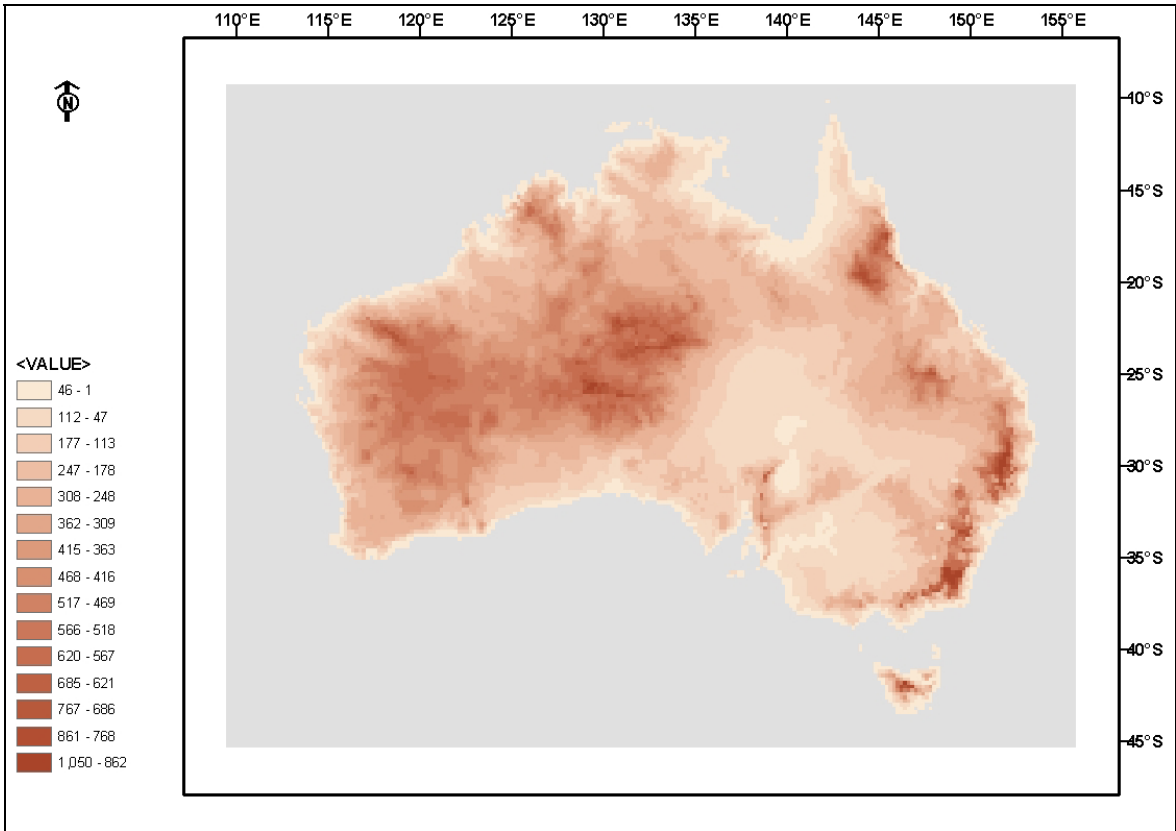 110°E 115°E 120°E 125°E 130°E 135°E 140°E 145°E 150°E 155°E
N
10°S
15°S
20°S
25°S
30°S
35°S
40°S
45°S
<VALUE>
46 - 1
112 - 47
177 - 113
247 - 178
308 - 248
362 - 309
415 - 363
468 - 416
517 - 469
566 - 518
620 - 567
685 - 621
767 - 686
861 - 768
1,050 - 862